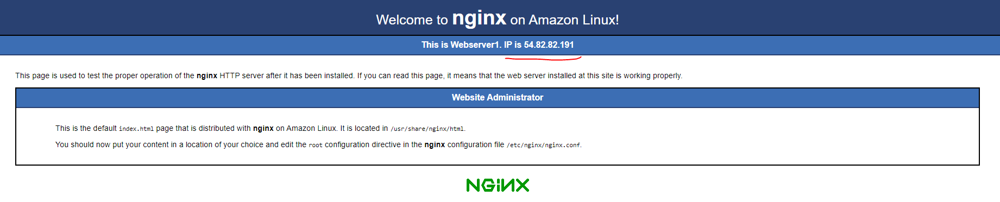 Welcome to nginx on Amazon Linux!
This is Webserver1. IP is 54.82.82.191
This page is used to test the proper operation of the nginx HTTP server after it has been installed. If you can read this page, it means that the web server installed at this site is working properly.
Website Administrator
This is the default index.html page that is distributed with nginx on Amazon Linux. It is located in /usr/share/nginx/html.
You should now put your content in a location of your choice and edit the root configuration directive in the nginx configuration file /etc/nginx/nginx.conf.
NGINX